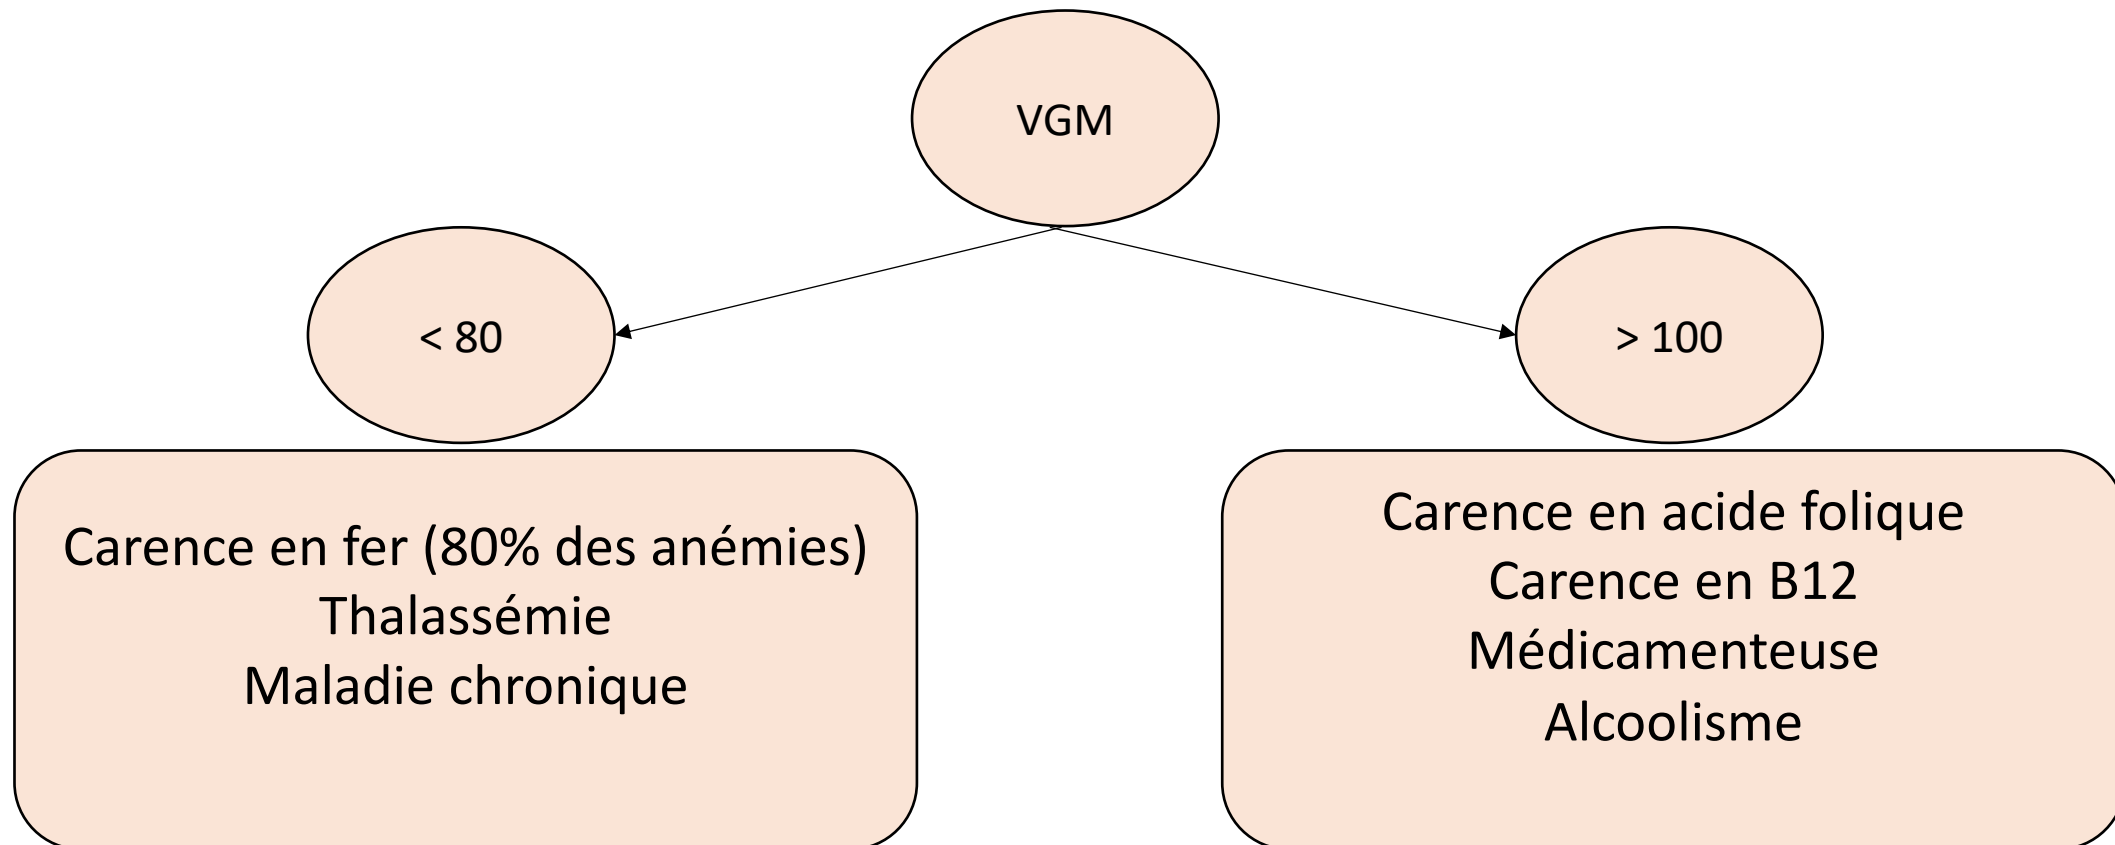 VGM
< 80
> 100
Carence en fer (80% des anémies)
Thalassémie
Maladie chronique
Carence en acide folique
Carence en B12
Médicamenteuse
Alcoolisme